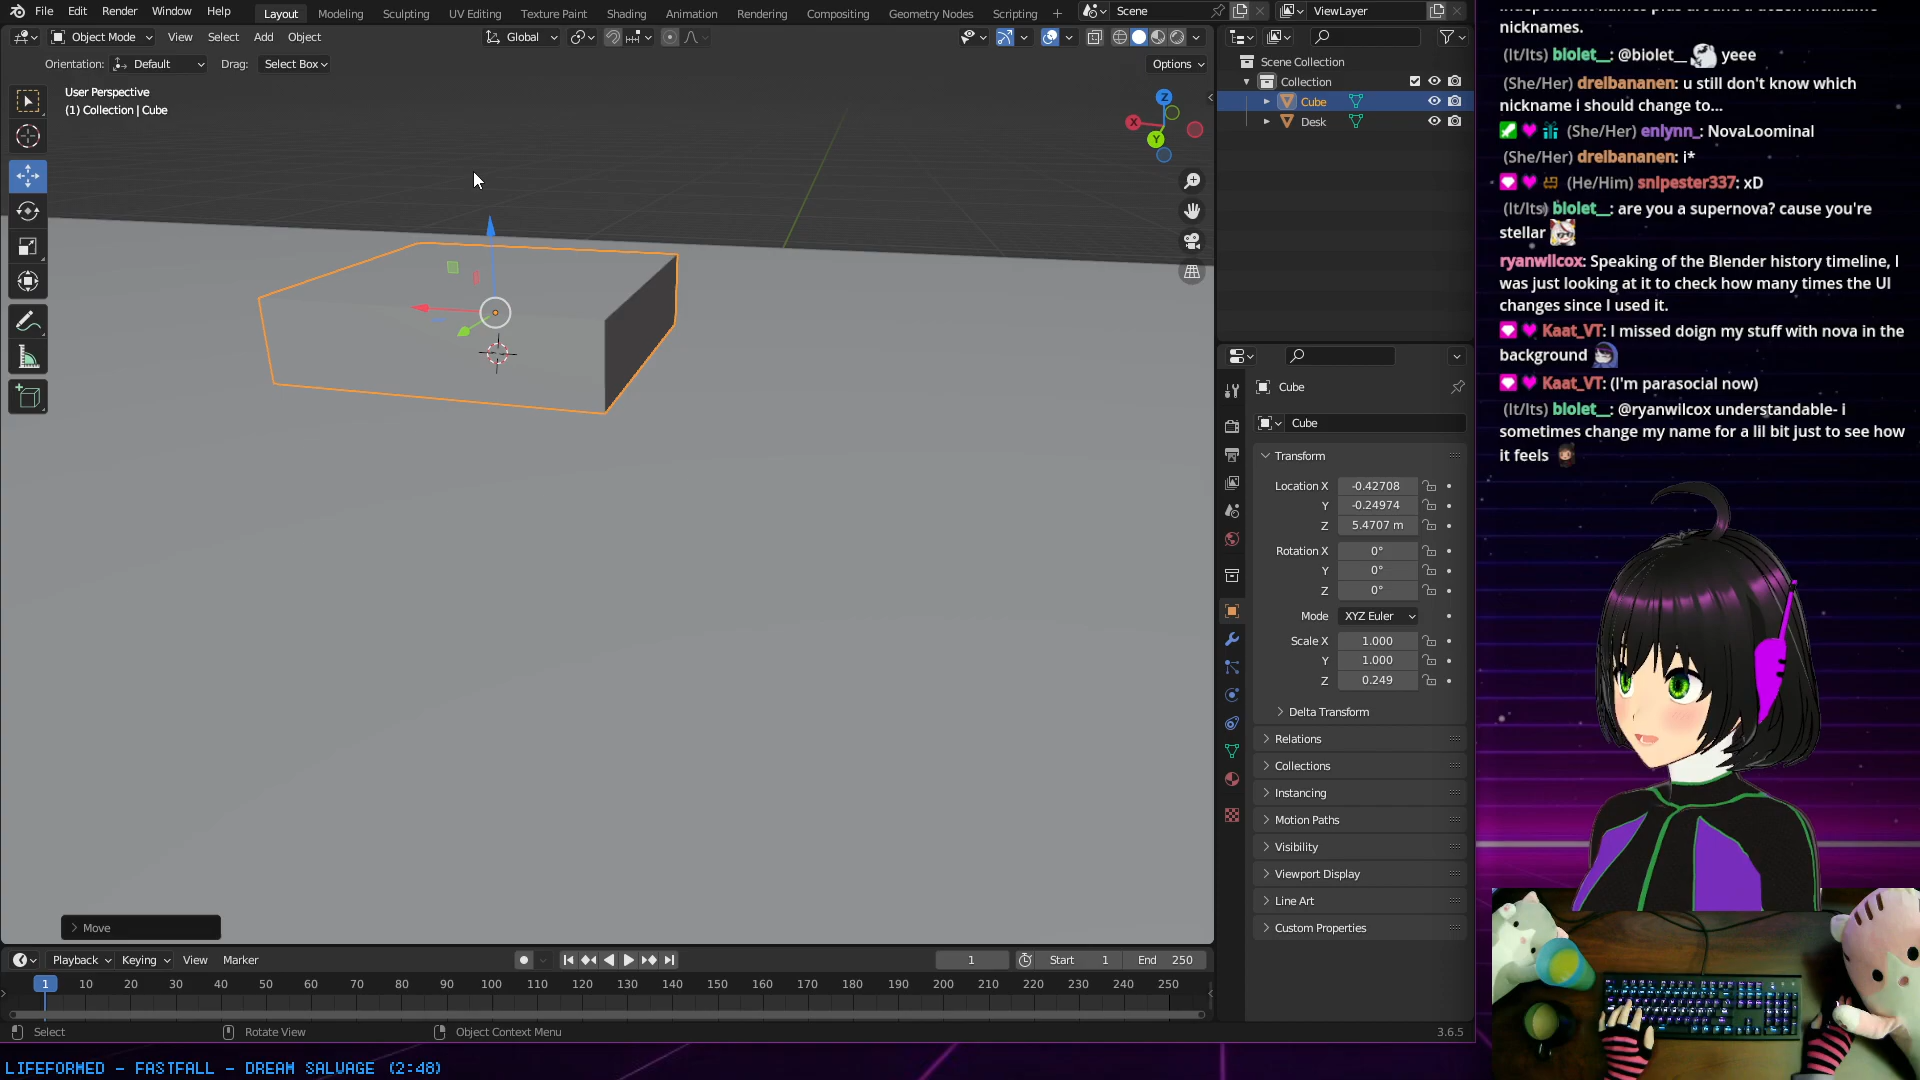 File Edit Render Window Help Layout Modeling Sculpting UV Editing Texture Paint Shading Animation Rendering Compositing Geometry Nodes Scripting + Scene ViewLayer
Object Mode View Select Add Object Global
Orientation: Default Drag: Select Box Options
User Perspective
(1) Collection | Cube
X
Y
Z
Move
Scene Collection
Collection
Cube
Desk
Cube
Cube
Transform
Location X -0.42708
Y -0.24974
Z 5.4707 m
Rotation X 0°
Y 0°
Z 0°
Mode XYZ Euler
Scale X 1.000
Y 1.000
Z 0.249
Delta Transform
Relations
Collections
Instancing
Motion Paths
Visibility
Viewport Display
Line Art
Custom Properties
Playback Keying View Marker 1 Start 1 End 250
1 10 20 30 40 50 60 70 80 90 100 110 120 130 140 150 160 170 180 190 200 210 220 230 240 250
Select Rotate View Object Context Menu 3.6.5
LIFEFORMED - FASTFALL - DREAM SALVAGE (2:48)
nicknames.
(It/Its) biolet__: @biolet__ yeee
(She/Her) dreibananen: u still don't know which
nickname i should change to...
(She/Her) enlynn_: NovaLoominal
(She/Her) dreibananen: i*
(He/Him) snipester337: xD
(It/Its) biolet__: are you a supernova? cause you're
stellar
ryanwilcox: Speaking of the Blender history timeline, I
was just looking at it to check how many times the UI
changes since I used it.
Kaat_VT: I missed doign my stuff with nova in the
background
Kaat_VT: (I'm parasocial now)
(It/Its) biolet__: @ryanwilcox understandable- i
sometimes change my name for a lil bit just to see how
it feels